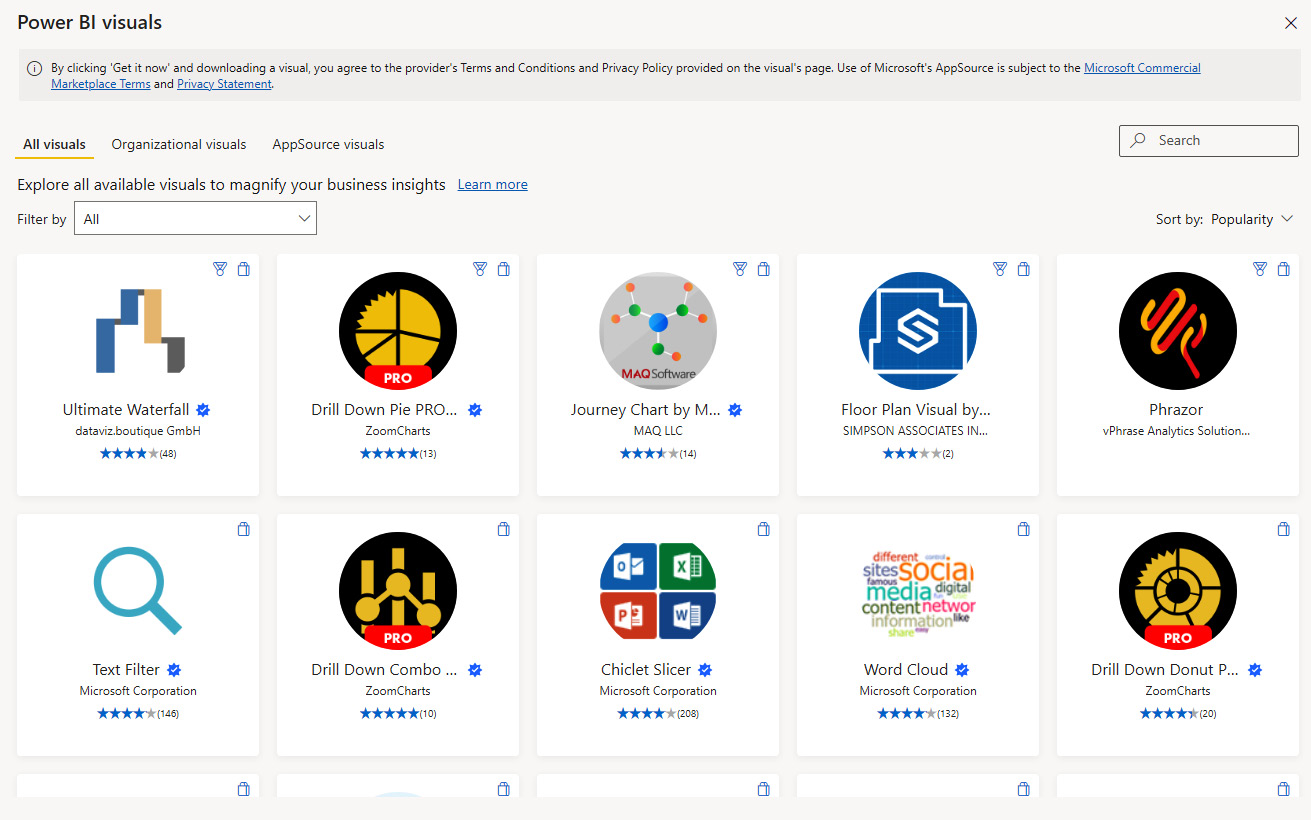 Power BI visuals
By clicking 'Get it now' and downloading a visual, you agree to the provider's Terms and Conditions and Privacy Policy provided on the visual's page. Use of Microsoft's AppSource is subject to the Microsoft Commercial
Marketplace Terms and Privacy Statement.
All visuals
Organizational visuals
AppSource visuals
Search
Explore all available visuals to magnify your business insights Learn more
Filter by
All
Sort by: Popularity
Ultimate Waterfall
dataviz.boutique GmbH
(48)
PRO
Drill Down Pie PRO...
ZoomCharts
(13)
MAQ Software
Journey Chart by M...
MAQ LLC
(14)
Floor Plan Visual by...
SIMPSON ASSOCIATES IN...
(2)
Phrazor
vPhrase Analytics Solution...
Text Filter
Microsoft Corporation
(146)
PRO
Drill Down Combo ...
ZoomCharts
(10)
Chiclet Slicer
Microsoft Corporation
(208)
different control
sites social
famous
media digital
content networ
information like
share easy
Word Cloud
Microsoft Corporation
(132)
PRO
Drill Down Donut P...
ZoomCharts
(20)